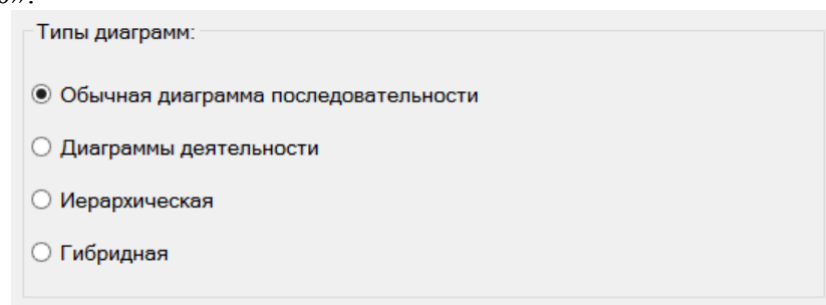 Типы диаграмм:
Обычная диаграмма последовательности
Диаграммы деятельности
Иерархическая
Гибридная